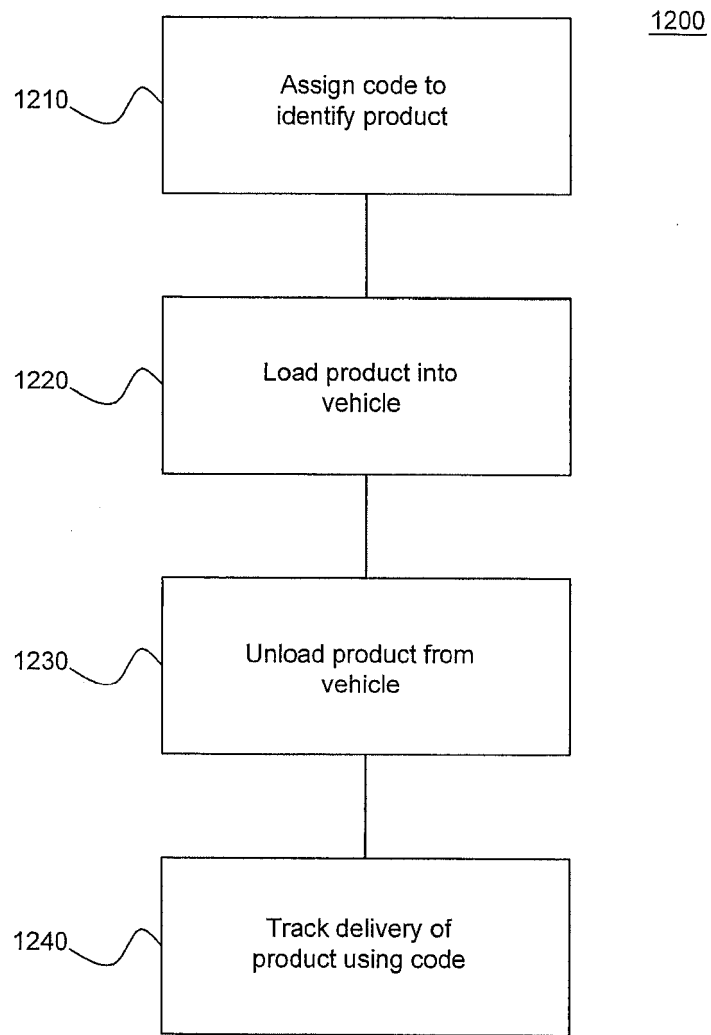 1200
1210
Assign code to
identify product
1220
Load product into
vehicle
1230
Unload product from
vehicle
1240
Track delivery of
product using code